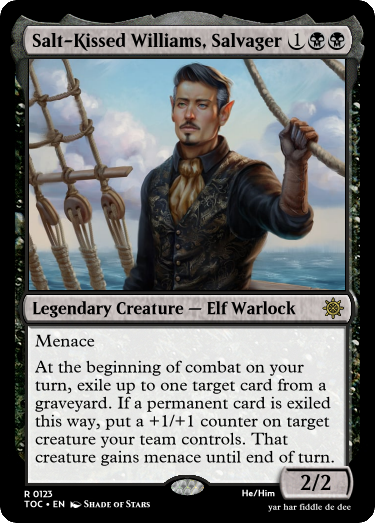 Salt-Kissed Williams, Salvager 1
Legendary Creature — Elf Warlock
Menace
At the beginning of combat on your
turn, exile up to one target card from a
graveyard. If a permanent card is exiled
this way, put a +1/+1 counter on target
creature your team controls. That
creature gains menace until end of turn.
2/2
R 0123
TOC • EN Shade of Stars
He/Him
yar har fiddle de dee